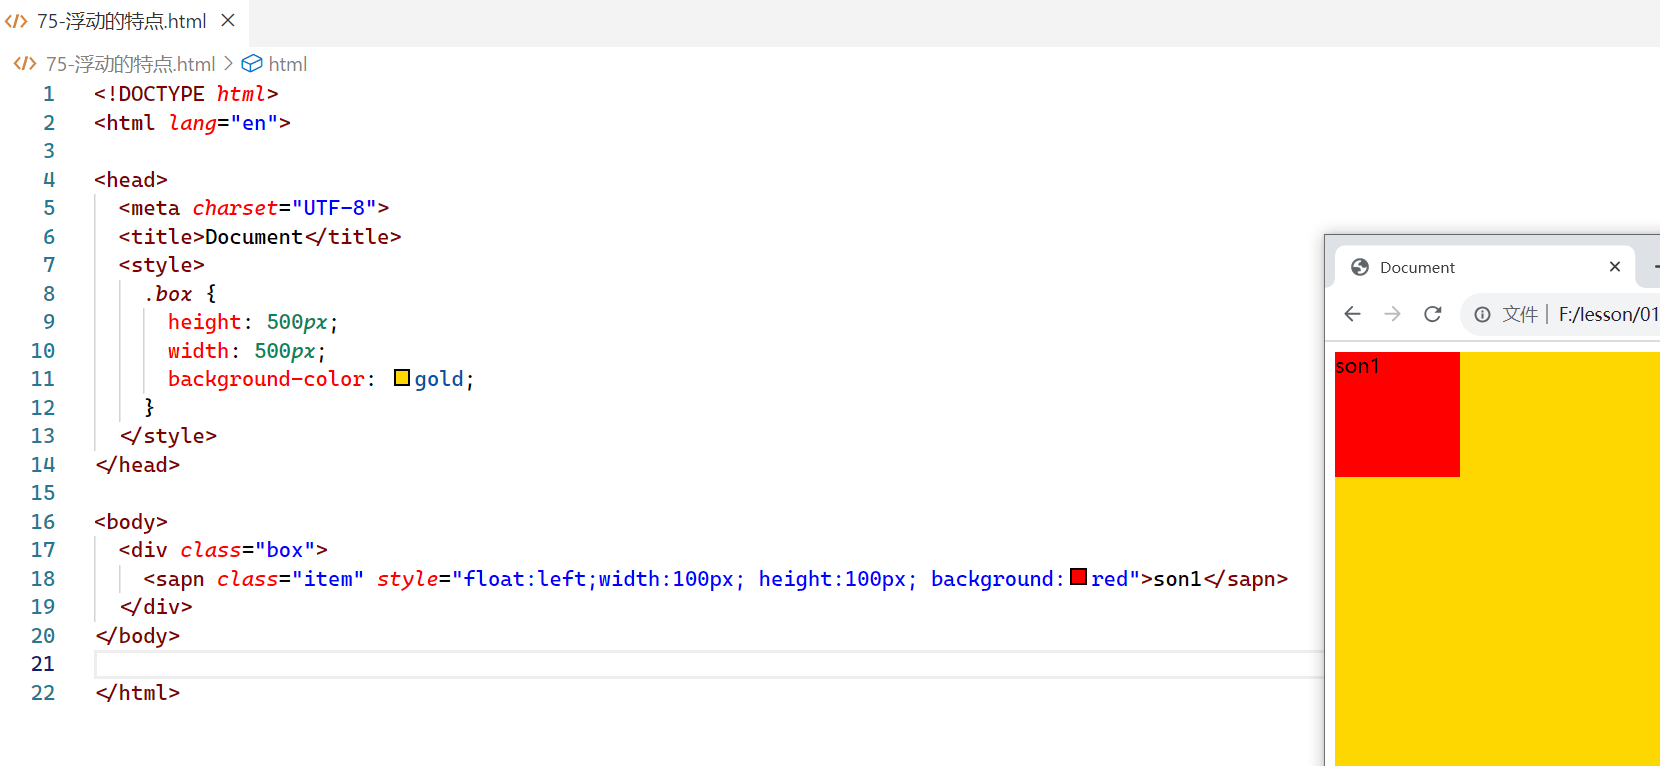 75-浮动的特点.html
75-浮动的特点.html > html
1 <!DOCTYPE html>
2 <html lang="en">
3
4 <head>
5 <meta charset="UTF-8">
6 <title>Document</title>
7 <style>
8 .box {
9 height: 500px;
10 width: 500px;
11 background-color: gold;
12 }
13 </style>
14 </head>
15
16 <body>
17 <div class="box">
18 <sapn class="item" style="float:left;width:100px; height:100px; background:red">son1</sapn>
19 </div>
20 </body>
21
22 </html>
Document
文件 | F:/lesson/01
son1